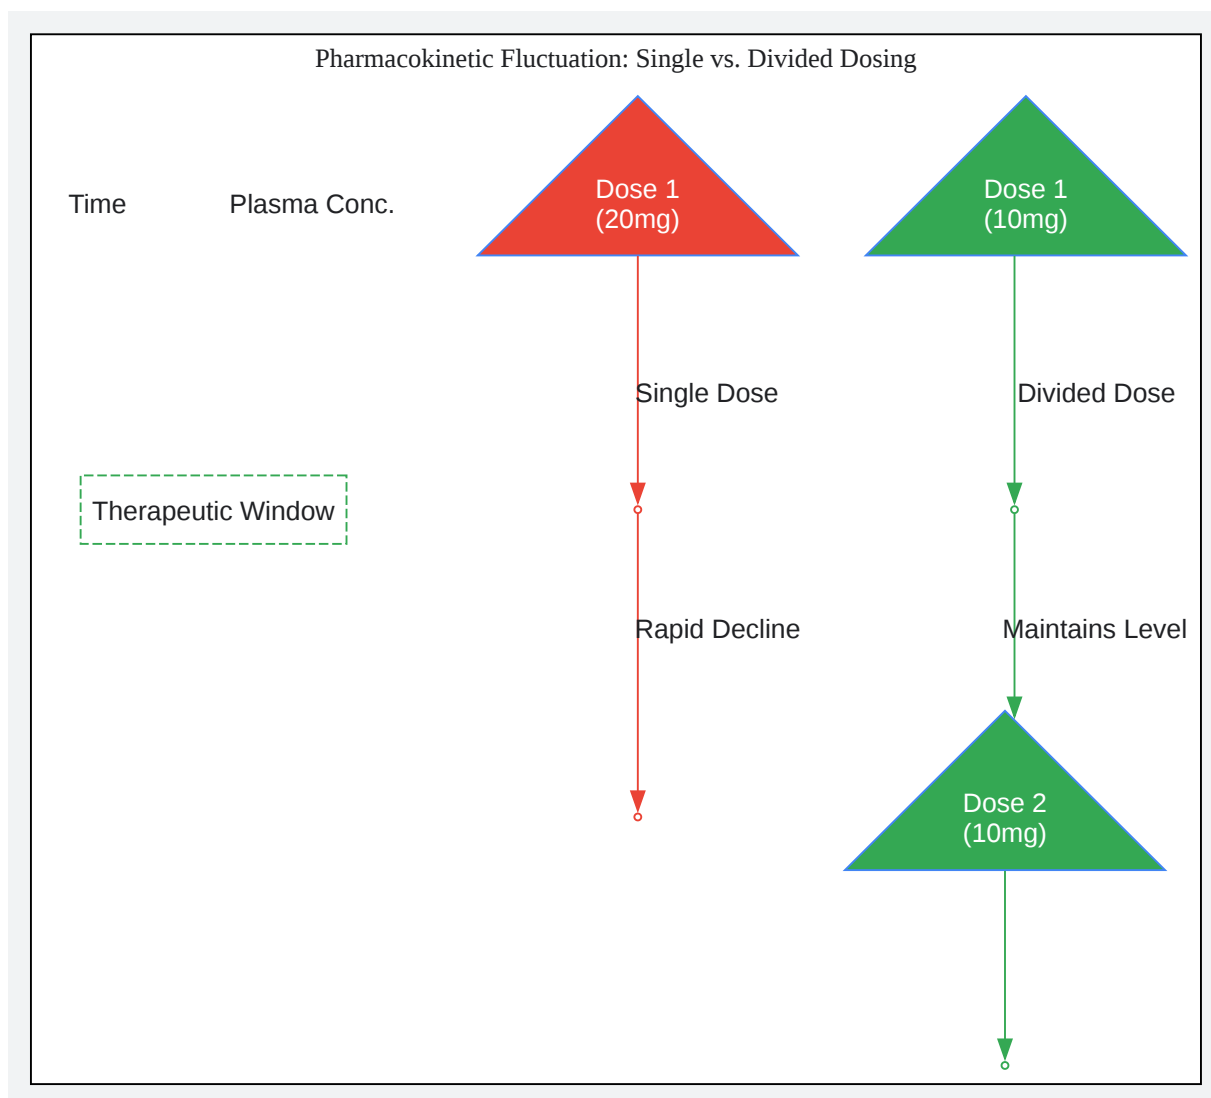 Pharmacokinetic Fluctuation: Single vs. Divided Dosing
Time
Plasma Conc.
Dose 1
(20mg)
Dose 1
(10mg)
Single Dose
Divided Dose
Therapeutic Window
Rapid Decline
Maintains Level
Dose 2
(10mg)